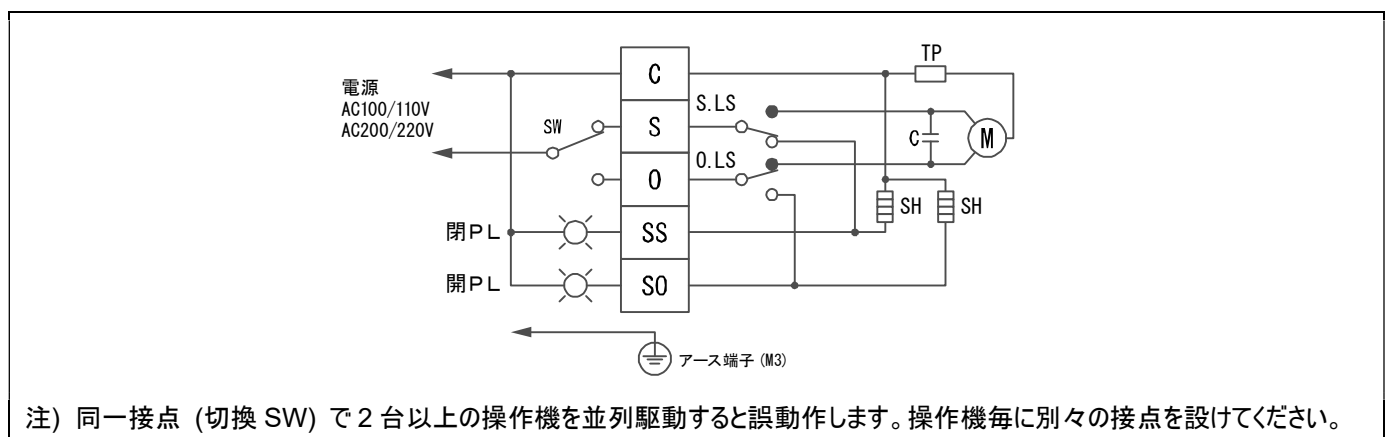 TP
電源
AC100/110V
AC200/220V
C
S.LS
SW
S
C
M
O.LS
O
SH
SH
閉PL
SS
開PL
SO
アース端子 (M3)
注) 同一接点 (切換 SW) で 2 台以上の操作機を並列駆動すると誤動作します。操作機毎に別々の接点を設けてください。